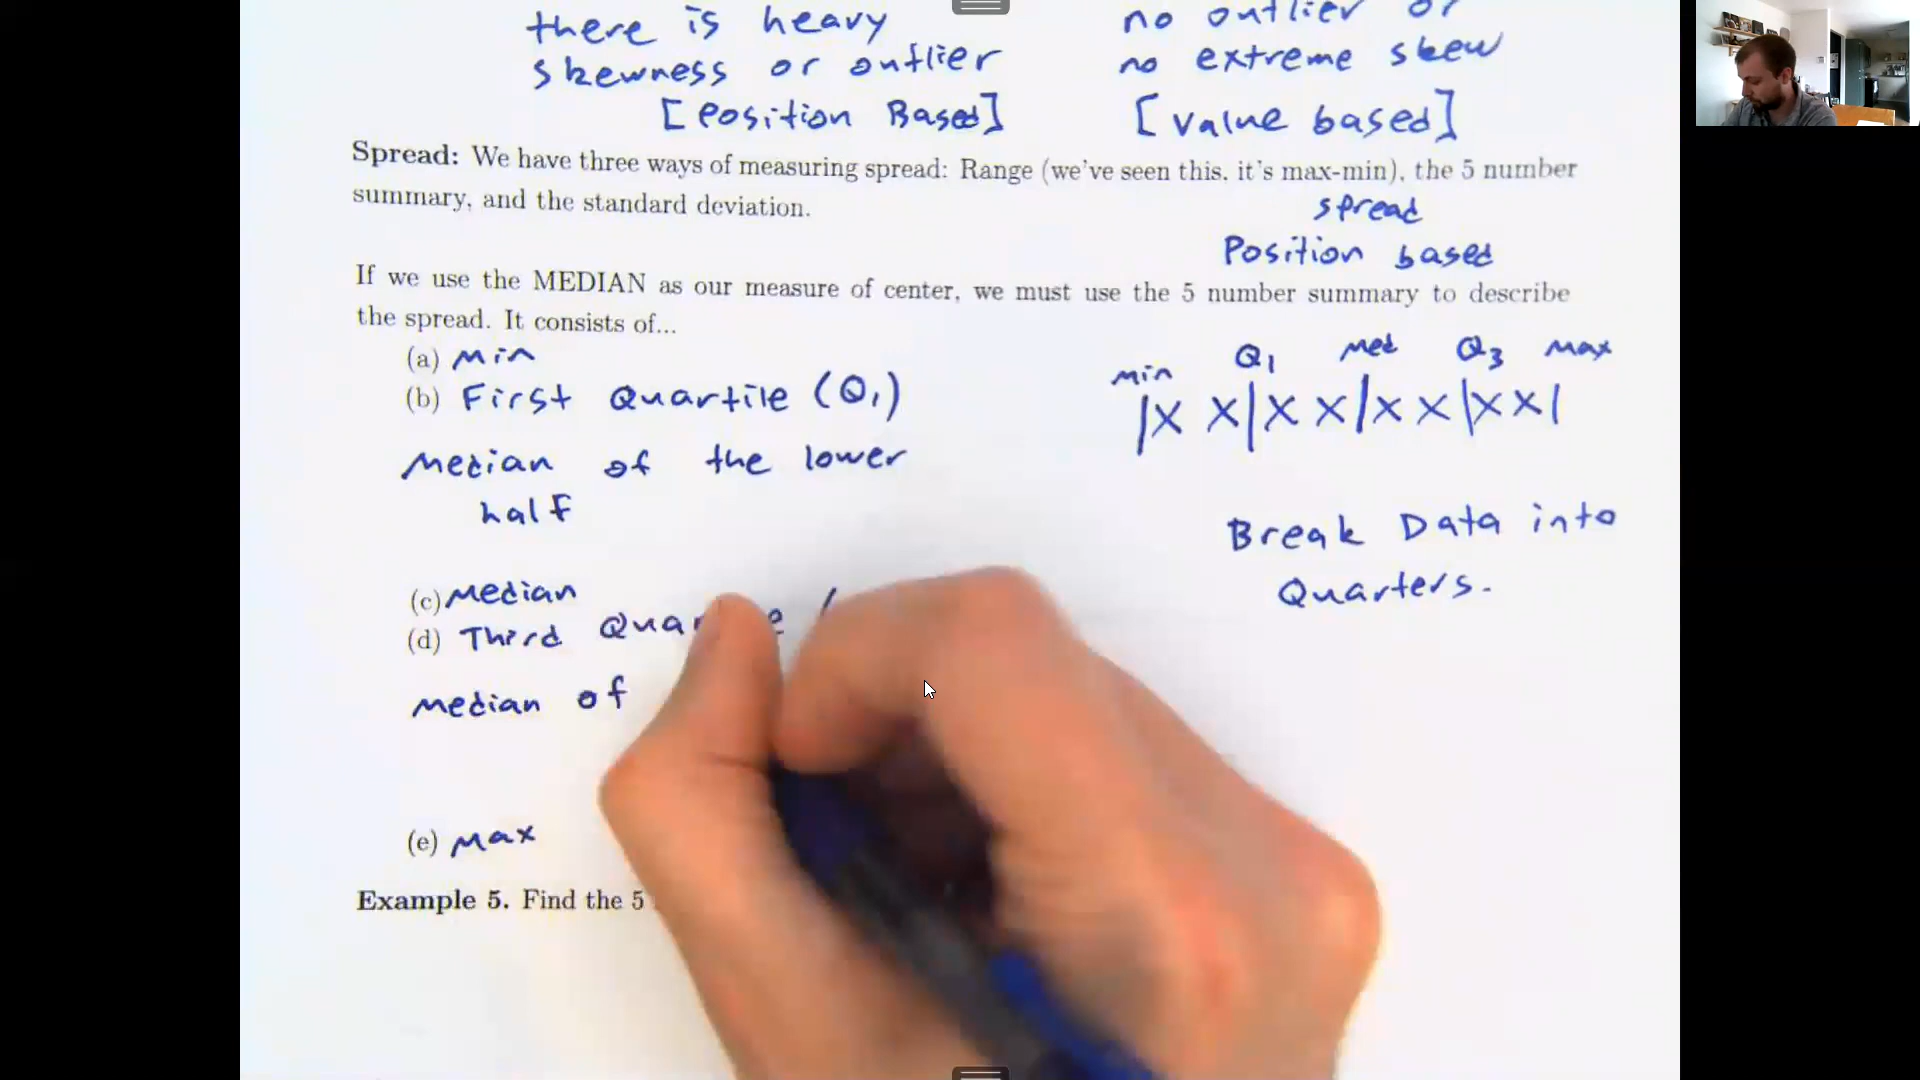 there is heavy
skewness or outlier
[Position Based]
no outlier or
no extreme skew
[Value based]
Spread: We have three ways of measuring spread: Range (we've seen this, it's max-min), the 5 number
summary, and the standard deviation.
spread
Position based
If we use the MEDIAN as our measure of center, we must use the 5 number summary to describe
the spread. It consists of...
(a) Min
(b) First Quartile (Q1)
Median of the lower
half
min Q1 Med Q3 Max
|X X|X X|X X|X X|
Break Data into
Quarters.
(c) Median
(d) Third
Median of
(e) Max
Example 5. Find the 5